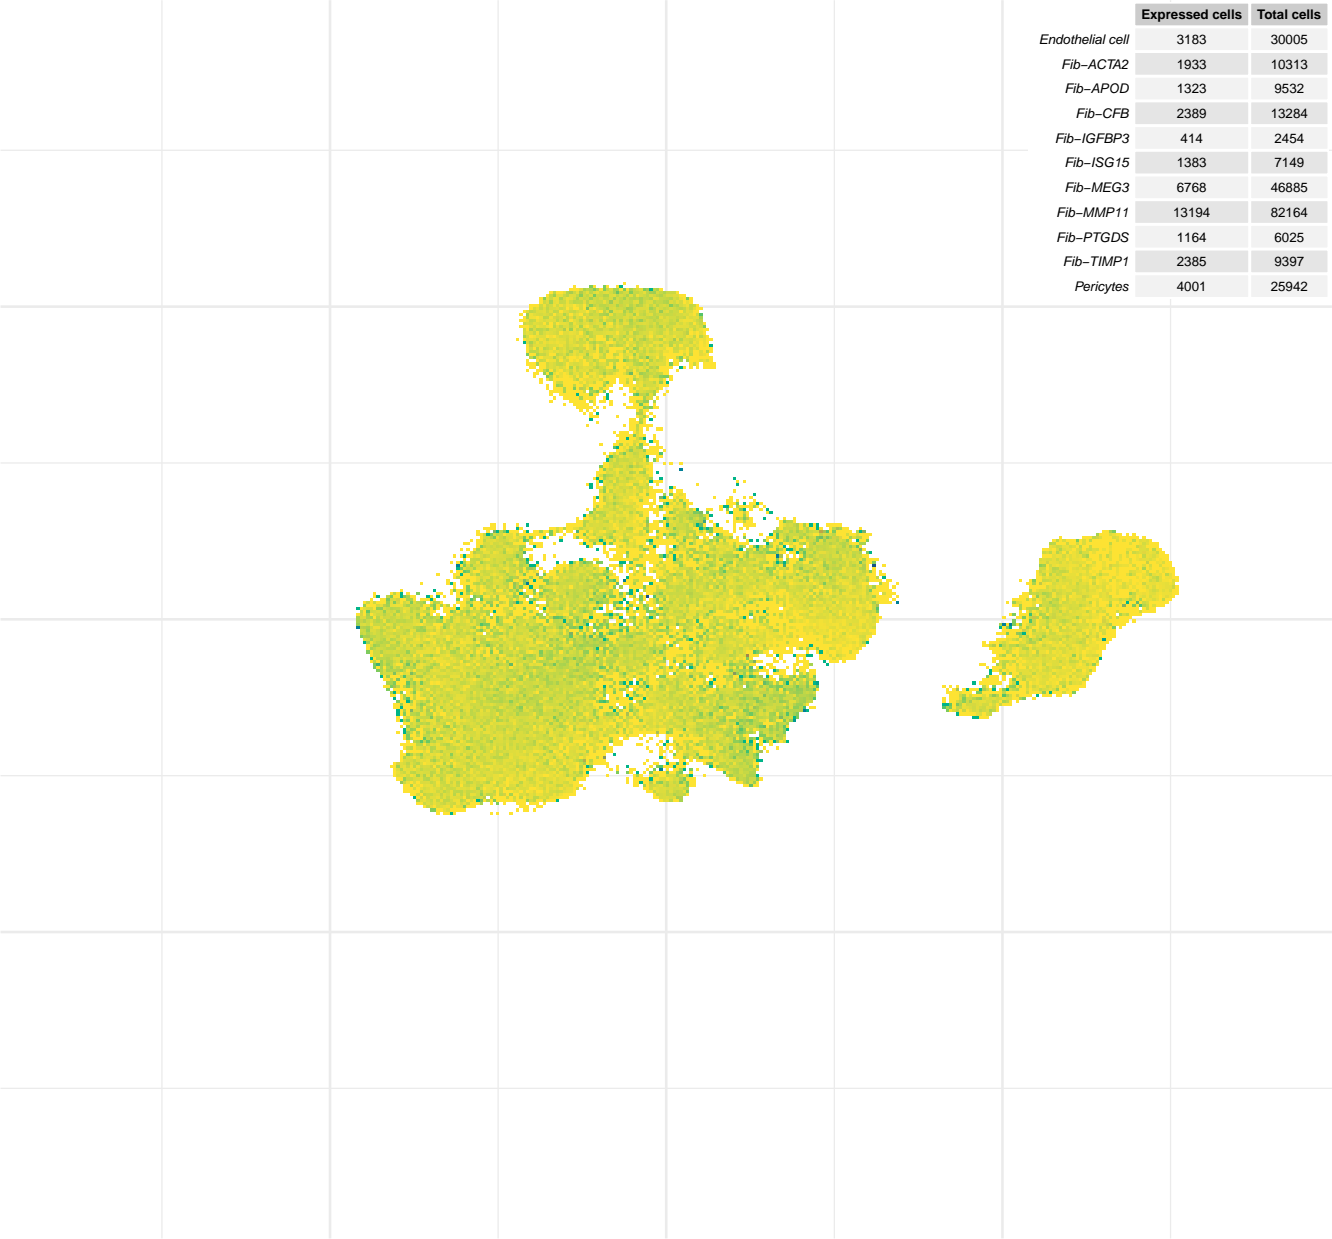 Expressed cells Total cells
Endothelial cell 3183 30005
Fib−ACTA2 1933 10313
Fib−APOD 1323 9532
Fib−CFB 2389 13284
Fib−IGFBP3 414 2454
Fib−ISG15 1383 7149
Fib−MEG3 6768 46885
Fib−MMP11 13194 82164
Fib−PTGDS 1164 6025
Fib−TIMP1 2385 9397
Pericytes 4001 25942